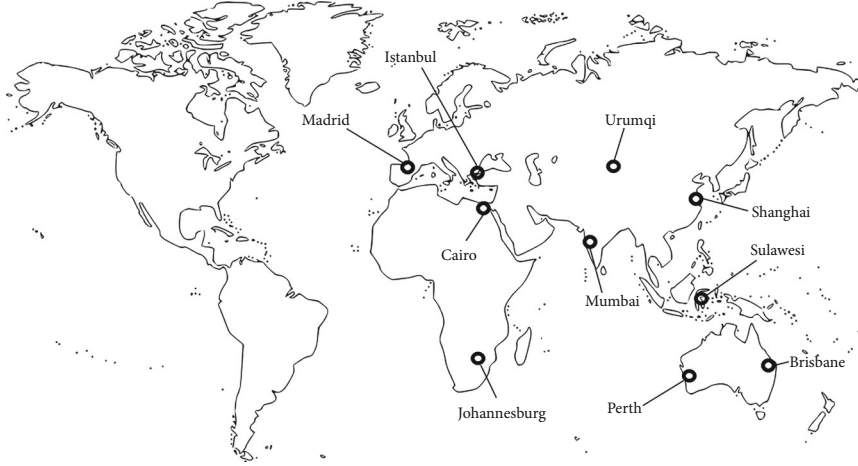 Istanbul
Madrid
Urumqi
Shanghai
Cairo
Sulawesi
Mumbai
Brisbane
Perth
Johannesburg